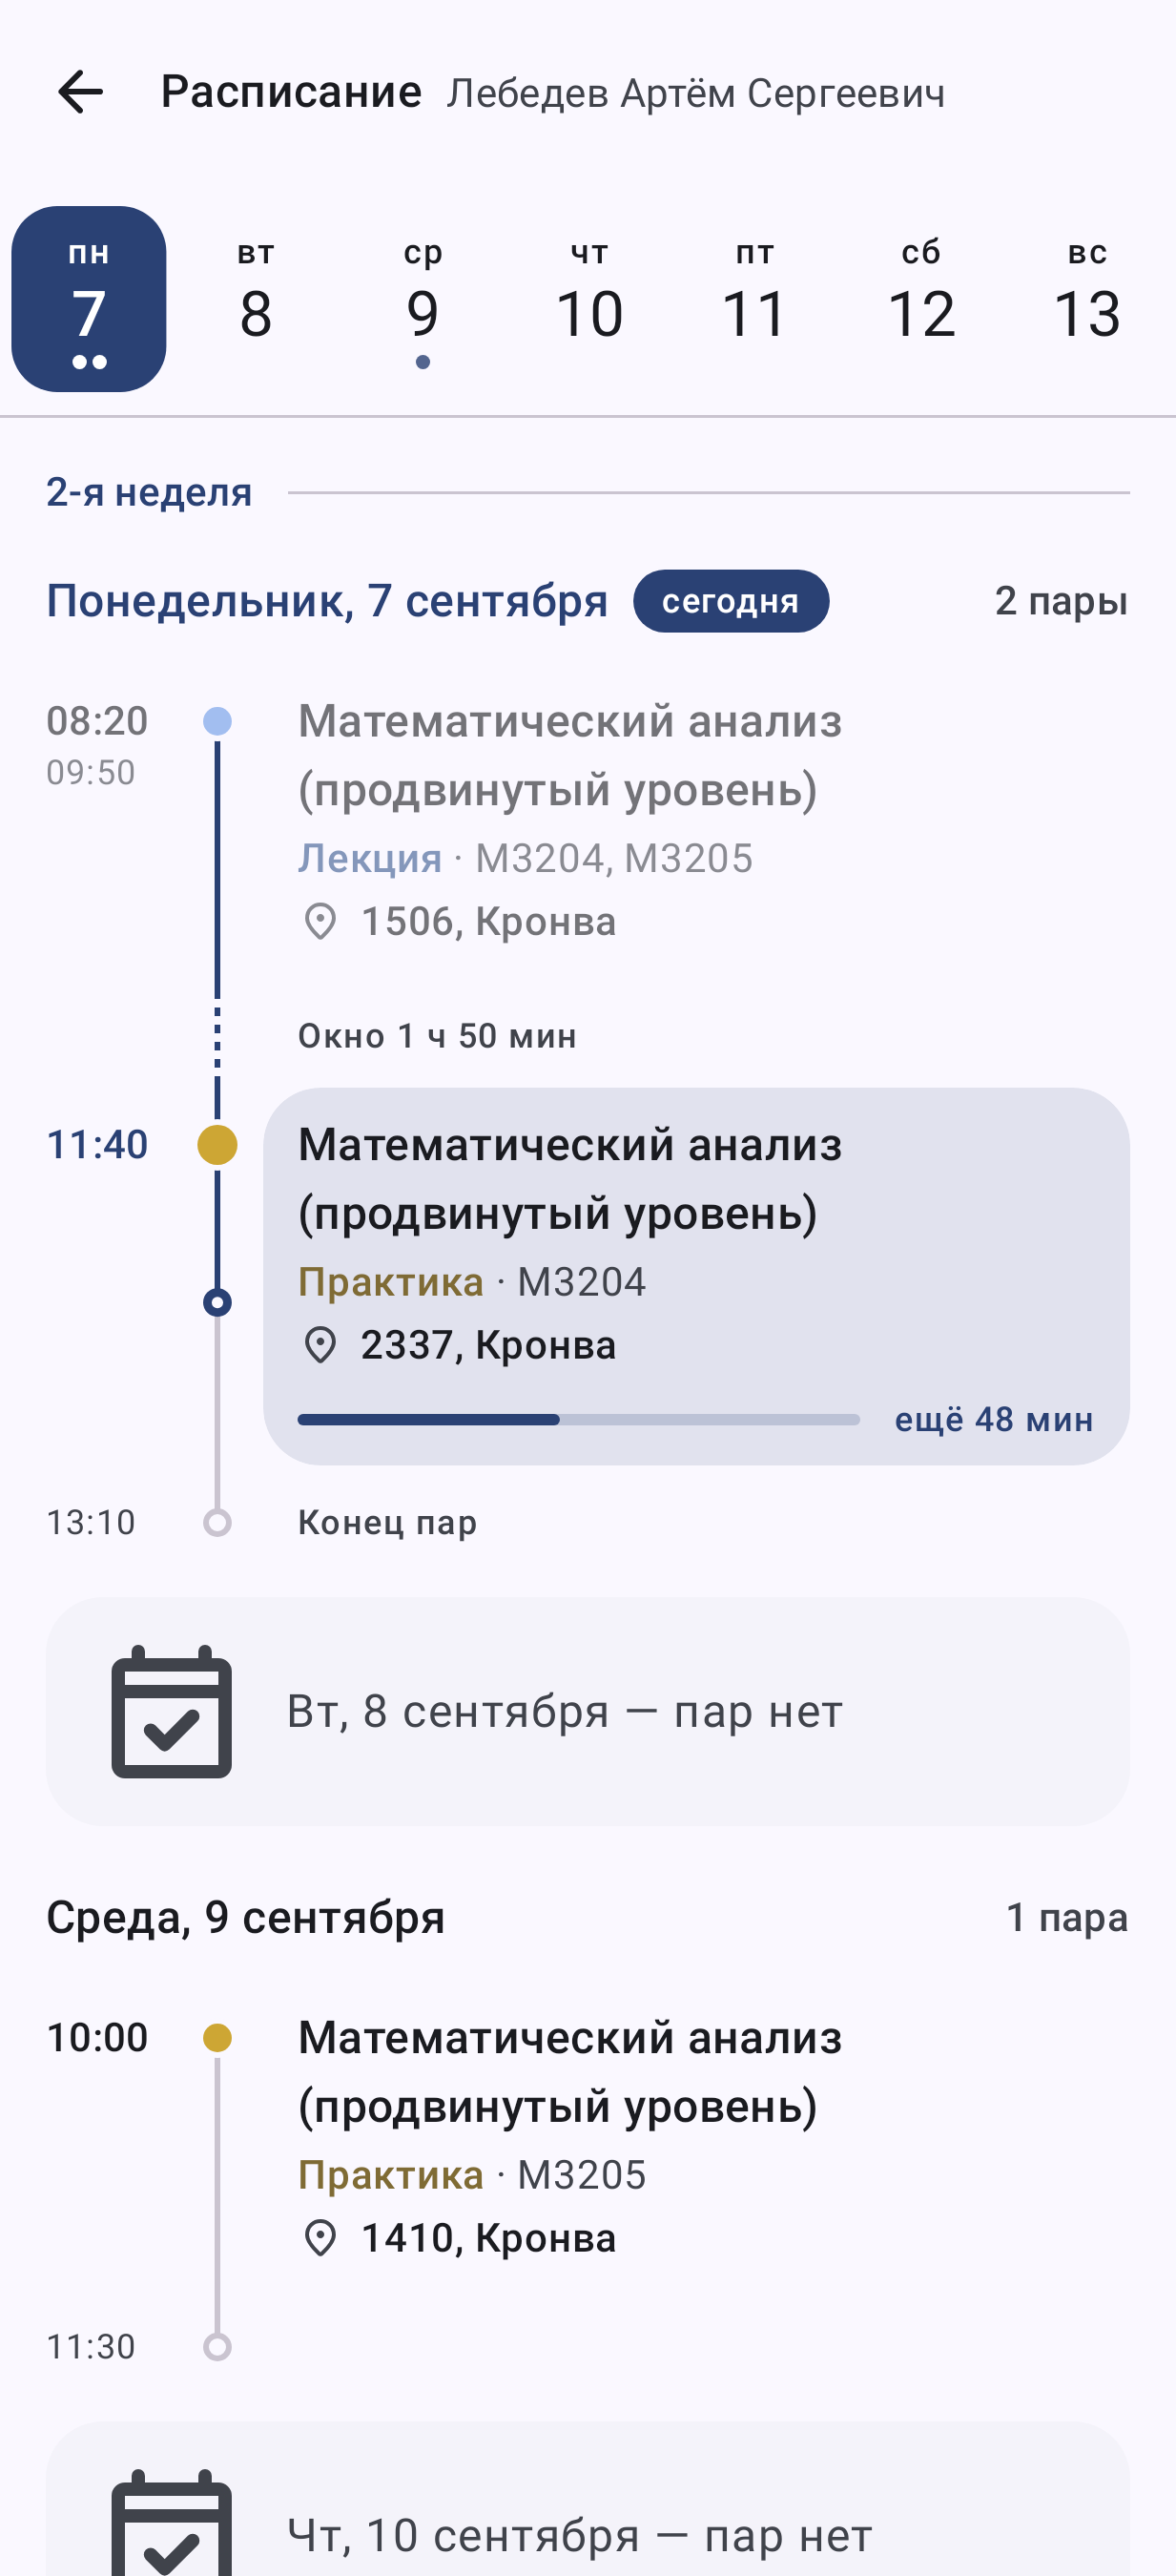 Расписание Лебедев Артём Сергеевич
пн вт ср чт пт сб вс
7 8 9 10 11 12 13
2-я неделя
Понедельник, 7 сентября сегодня 2 пары
08:20 Математический анализ
09:50 (продвинутый уровень)
Лекция · M3204, M3205
1506, Кронва
Окно 1 ч 50 мин
11:40 Математический анализ
(продвинутый уровень)
Практика · M3204
2337, Кронва
ещё 48 мин
13:10 Конец пар
Вт, 8 сентября — пар нет
Среда, 9 сентября 1 пара
10:00 Математический анализ
(продвинутый уровень)
Практика · M3205
1410, Кронва
11:30
Чт, 10 сентября — пар нет